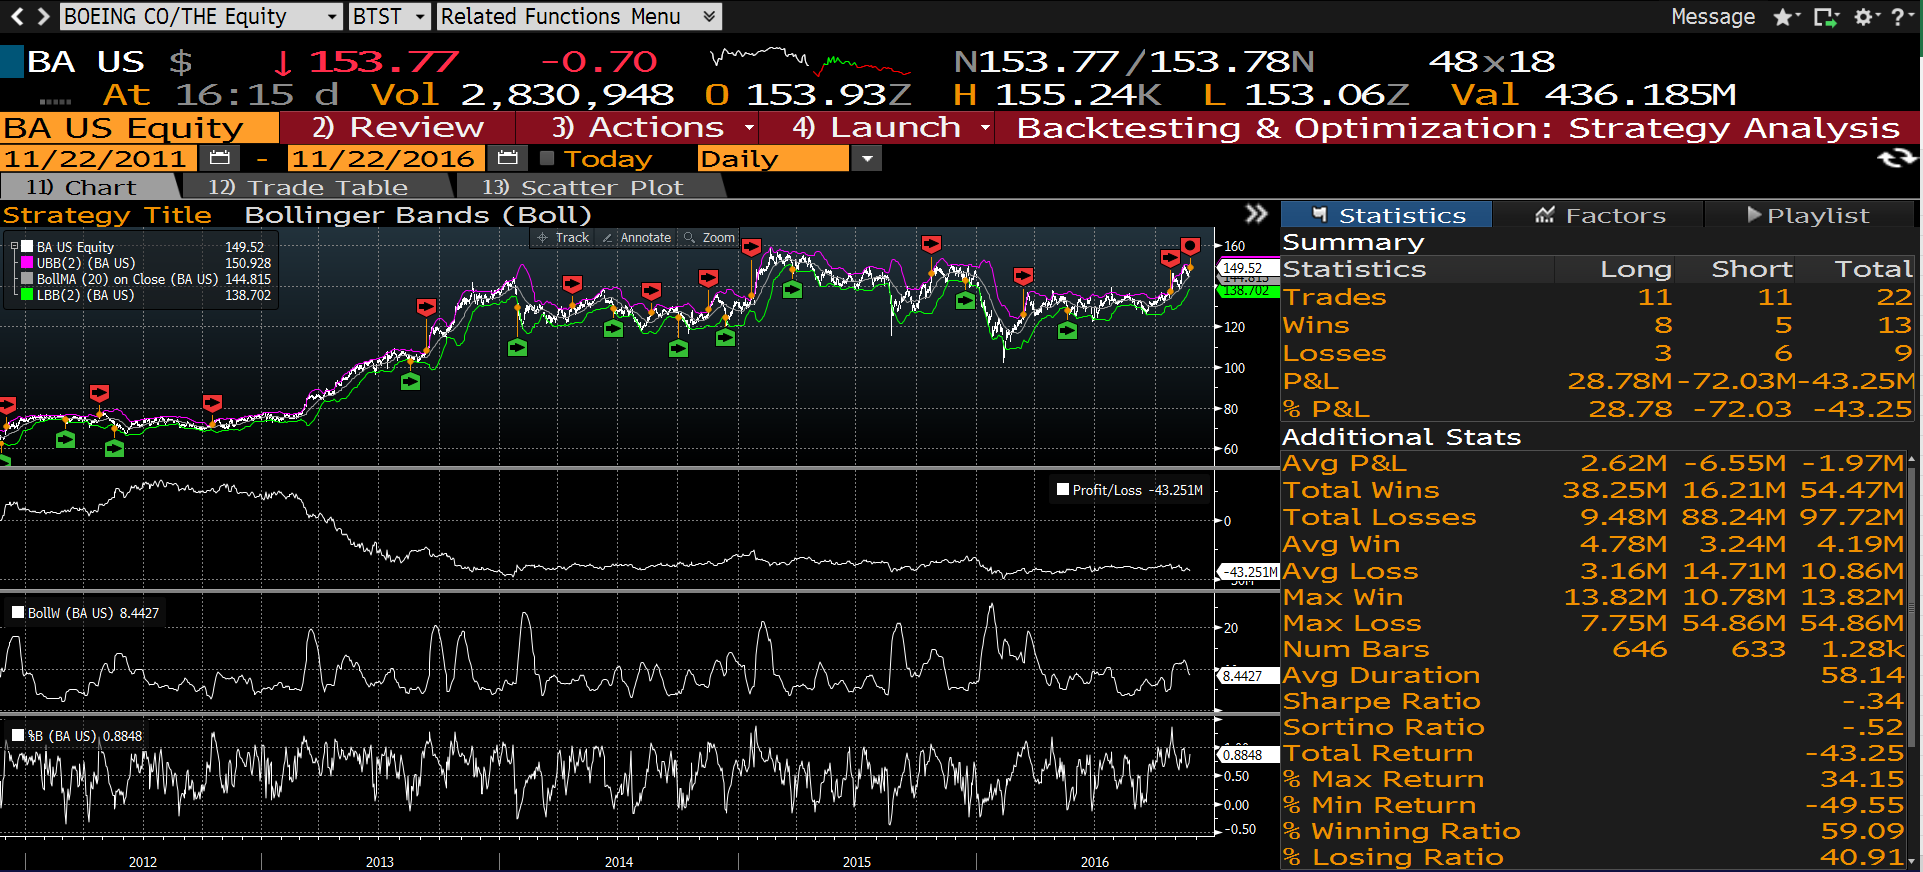 BOEING CO/THE Equity BTST Related Functions Menu Message ?
BA US $ ↓ 153.77 -0.70 N153.77/153.78N 48x18
At 16:15 d Vol 2,830,948 O 153.93Z H 155.24K L 153.06Z Val 436.185M
BA US Equity 2) Review 3) Actions 4) Launch Backtesting & Optimization: Strategy Analysis
11/22/2011 - 11/22/2016 Today Daily
11) Chart 12) Trade Table 13) Scatter Plot
Strategy Title Bollinger Bands (Boll)
Track Annotate Zoom
BA US Equity 149.52
UBB(2) (BA US) 150.928
BollMA (20) on Close (BA US) 144.815
LBB(2) (BA US) 138.702
160
149.52
144.815
138.702
120
100
80
60
Profit/Loss -43.251M
0
-43.251M
BollW (BA US) 8.4427
20
8.4427
%B (BA US) 0.8848
0.8848
0.50
0.00
-0.50
2012 2013 2014 2015 2016
Statistics Factors Playlist
Summary
Statistics Long Short Total
Trades 11 11 22
Wins 8 5 13
Losses 3 6 9
P&L 28.78M -72.03M -43.25M
% P&L 28.78 -72.03 -43.25
Additional Stats
Avg P&L 2.62M -6.55M -1.97M
Total Wins 38.25M 16.21M 54.47M
Total Losses 9.48M 88.24M 97.72M
Avg Win 4.78M 3.24M 4.19M
Avg Loss 3.16M 14.71M 10.86M
Max Win 13.82M 10.78M 13.82M
Max Loss 7.75M 54.86M 54.86M
Num Bars 646 633 1.28k
Avg Duration 58.14
Sharpe Ratio -.34
Sortino Ratio -.52
Total Return -43.25
% Max Return 34.15
% Min Return -49.55
% Winning Ratio 59.09
% Losing Ratio 40.91